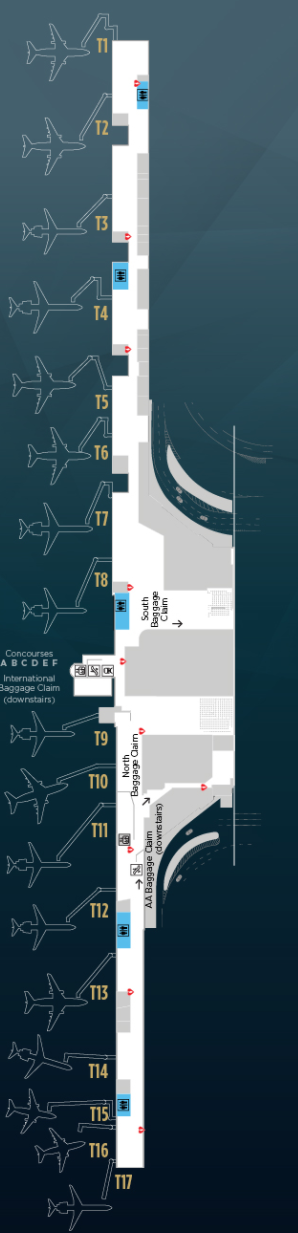 T1
T2
T3
T4
T5
T6
T7
T8
South
Baggage
Claim
Concourses
A B C D E F
International
Baggage Claim
(downstairs)
T9
North
Baggage Claim
T10
T11
AA Baggage Claim
(downstairs)
T12
T13
T14
T15
T16
T17